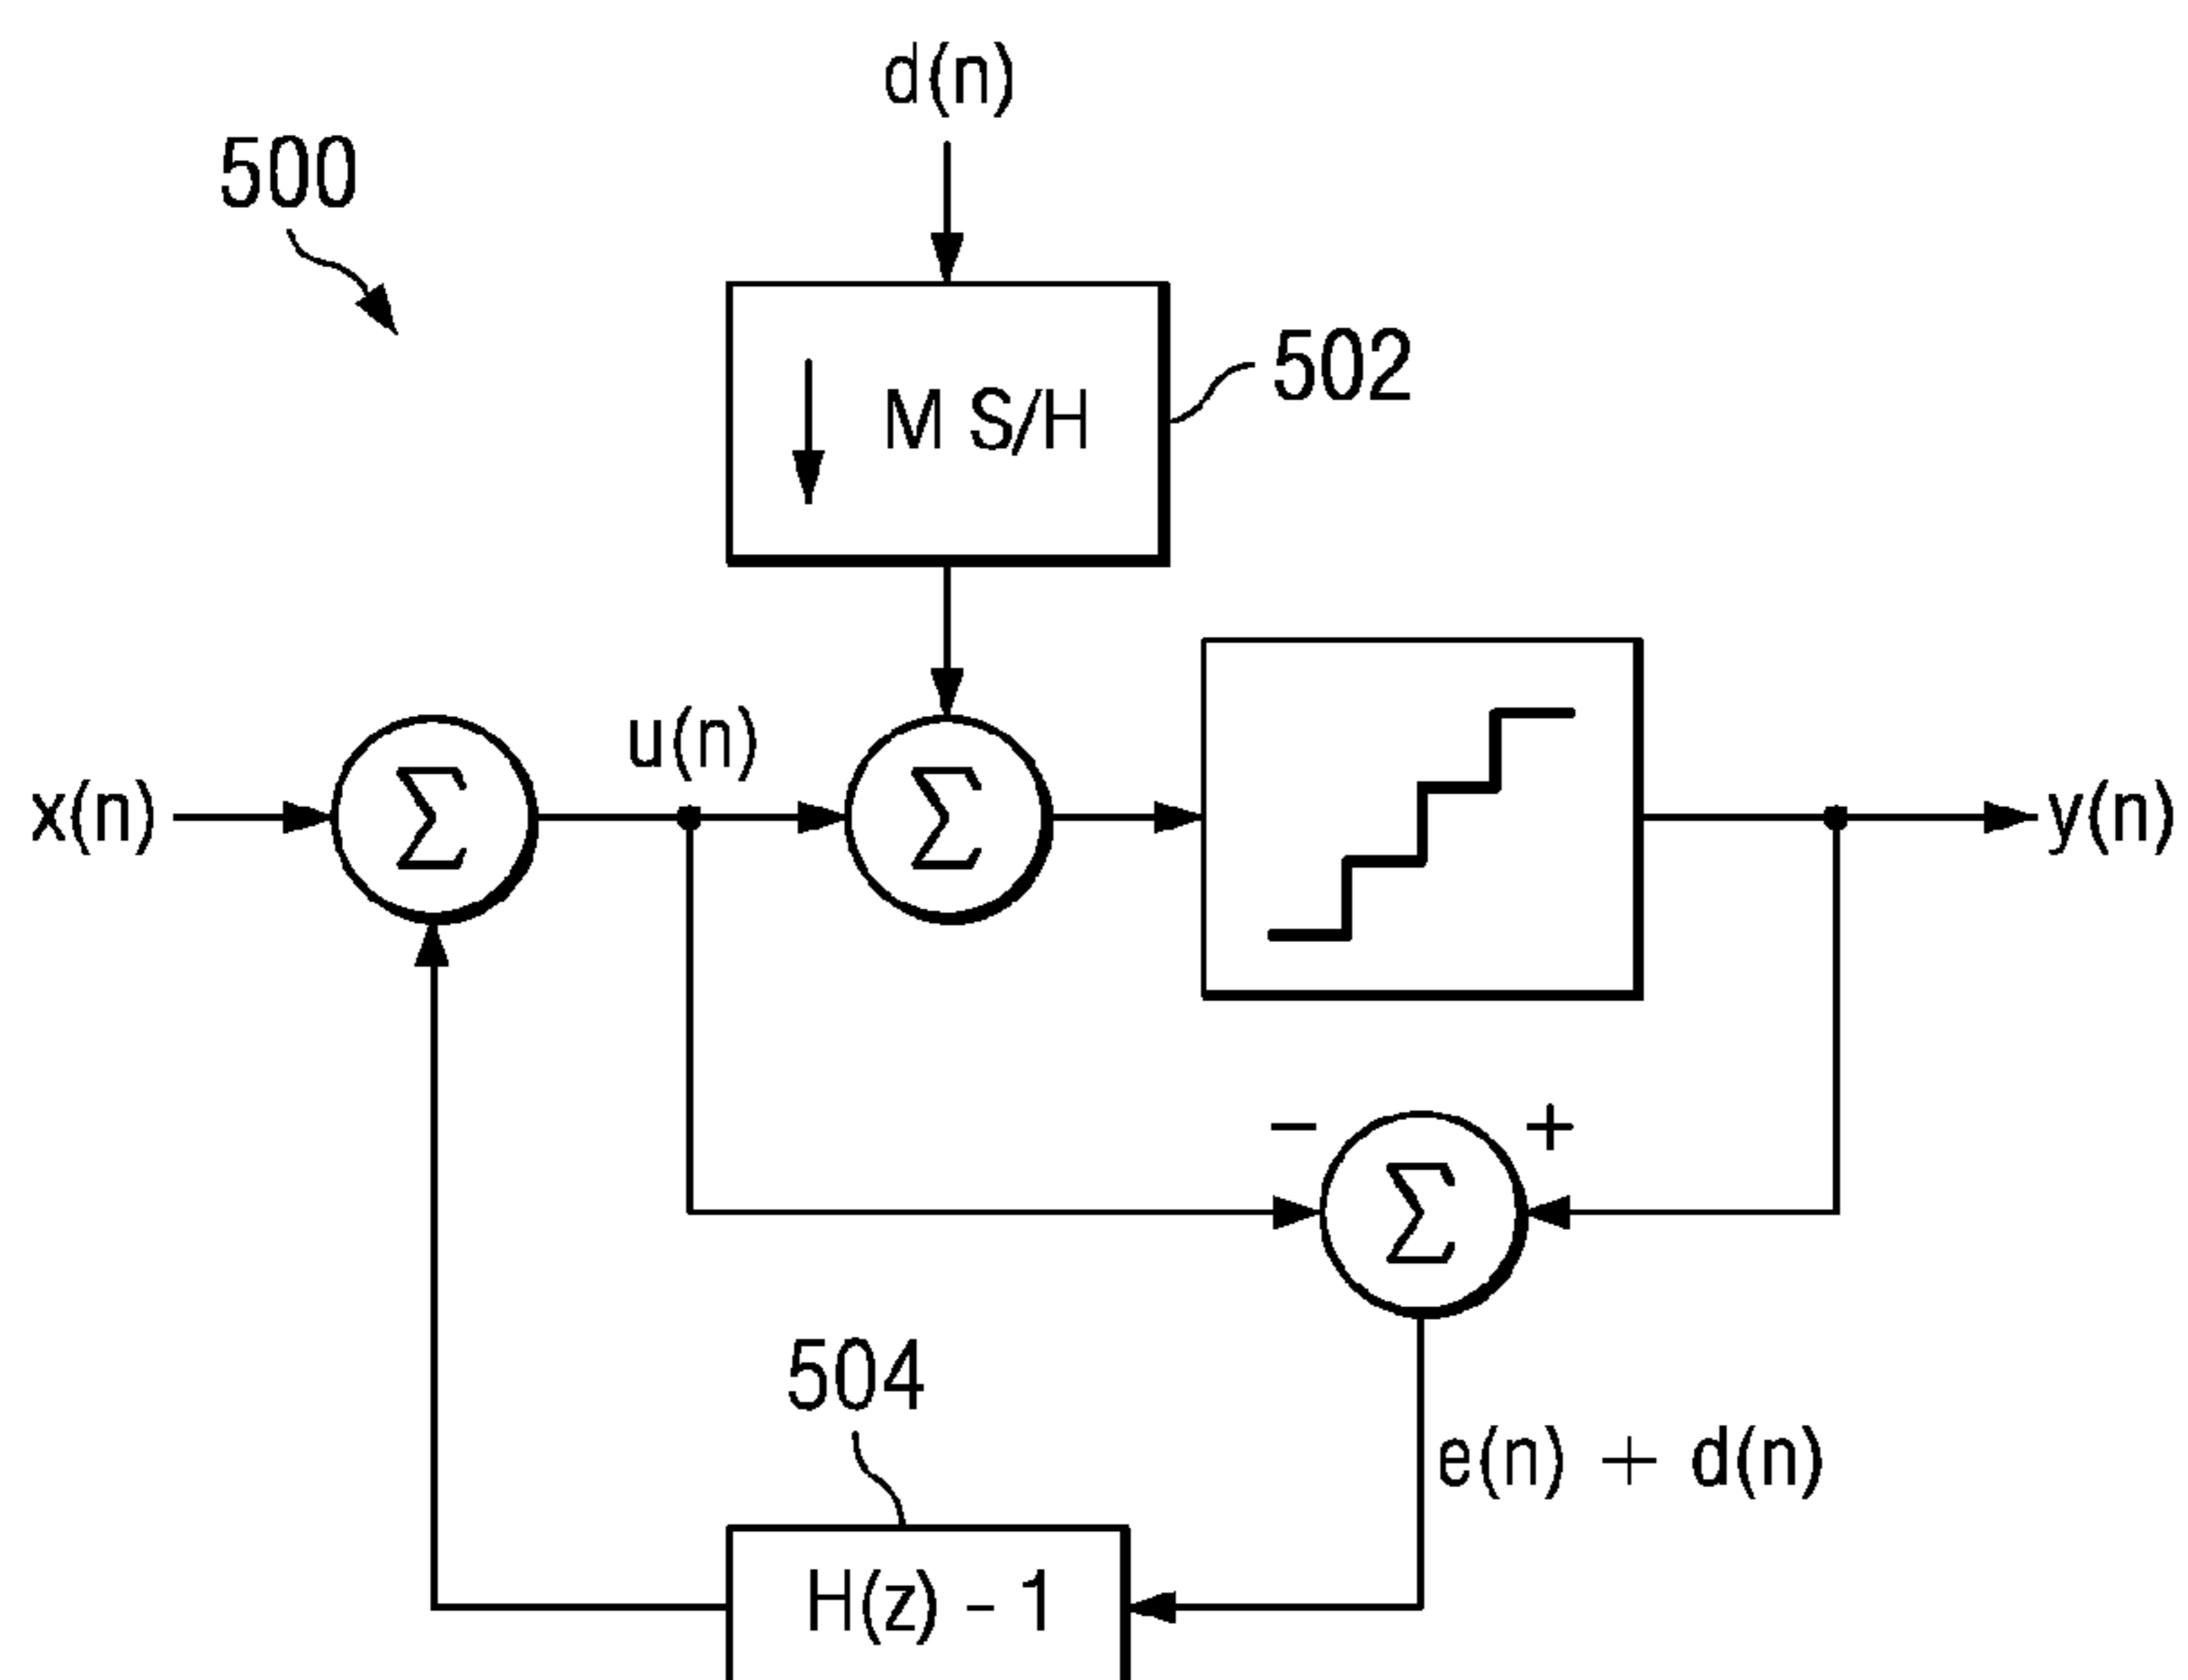 d(n)
500
M S/H
502
u(n)
x(n)
Σ
Σ
y(n)
− +
Σ
504
e(n) + d(n)
H(z) - 1